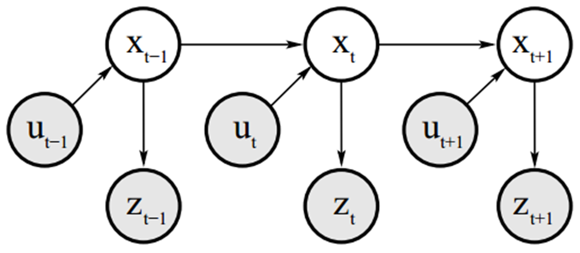 x_{t−1} x_t x_{t+1}
u_{t−1} u_t u_{t+1}
z_{t−1} z_t z_{t+1}